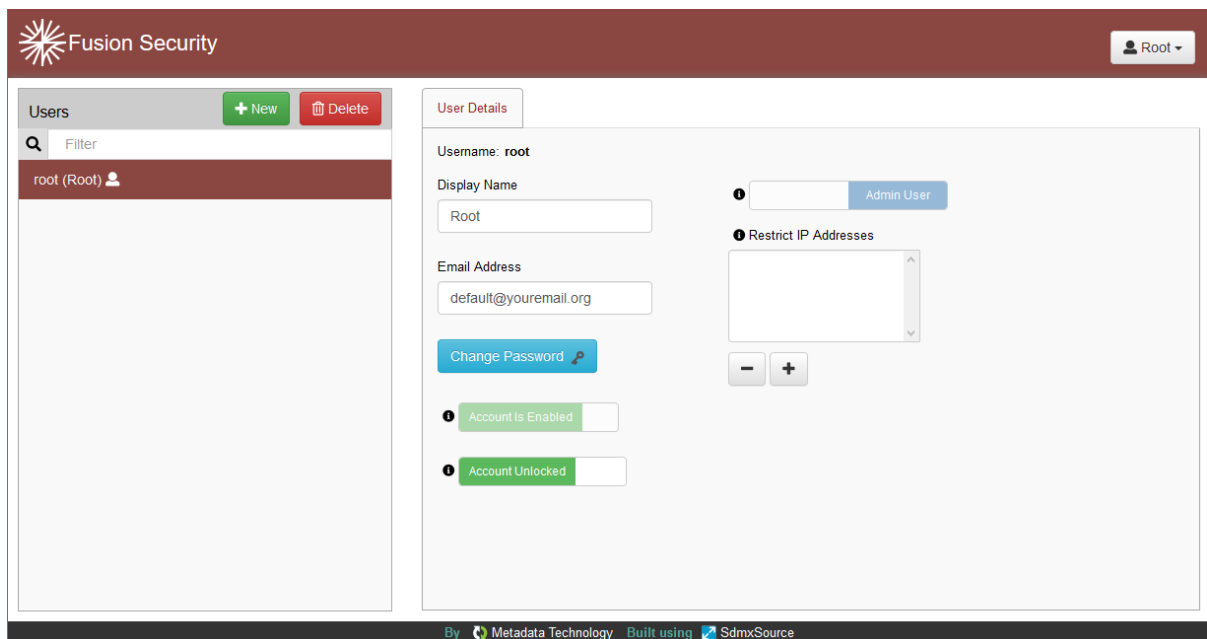 Fusion Security
Root
Users
New
Delete
Filter
root (Root)
User Details
Username: root
Display Name
Root
Admin User
Restrict IP Addresses
Email Address
default@youremail.org
Change Password
Account Is Enabled
Account Unlocked
By Metadata Technology Built using SdmxSource